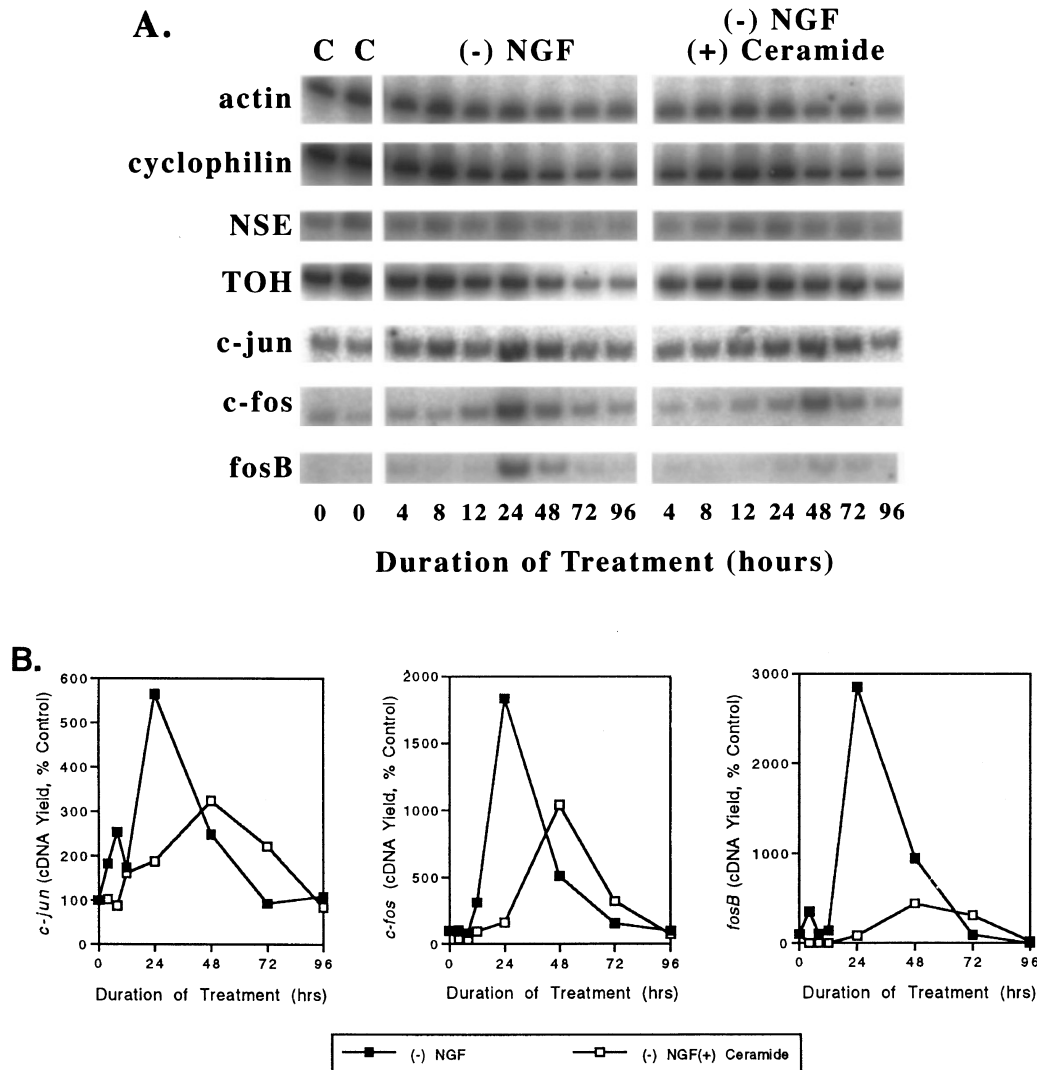 A.
C C
(-) NGF
(-) NGF
(+) Ceramide
actin
cyclophilin
NSE
TOH
c-jun
c-fos
fosB
0 0 4 8 12 24 48 72 96 4 8 12 24 48 72 96
Duration of Treatment (hours)
B.
c-jun (cDNA Yield, % Control)
600
500
400
300
200
100
0
0 24 48 72 96
Duration of Treatment (hrs)
c-fos (cDNA Yield, % Control)
2000
1500
1000
500
0
0 24 48 72 96
Duration of Treatment (hrs)
fosB (cDNA Yield, % Control)
3000
2000
1000
0
0 24 48 72 96
Duration of Treatment (hrs)
(-) NGF
(-) NGF(+) Ceramide